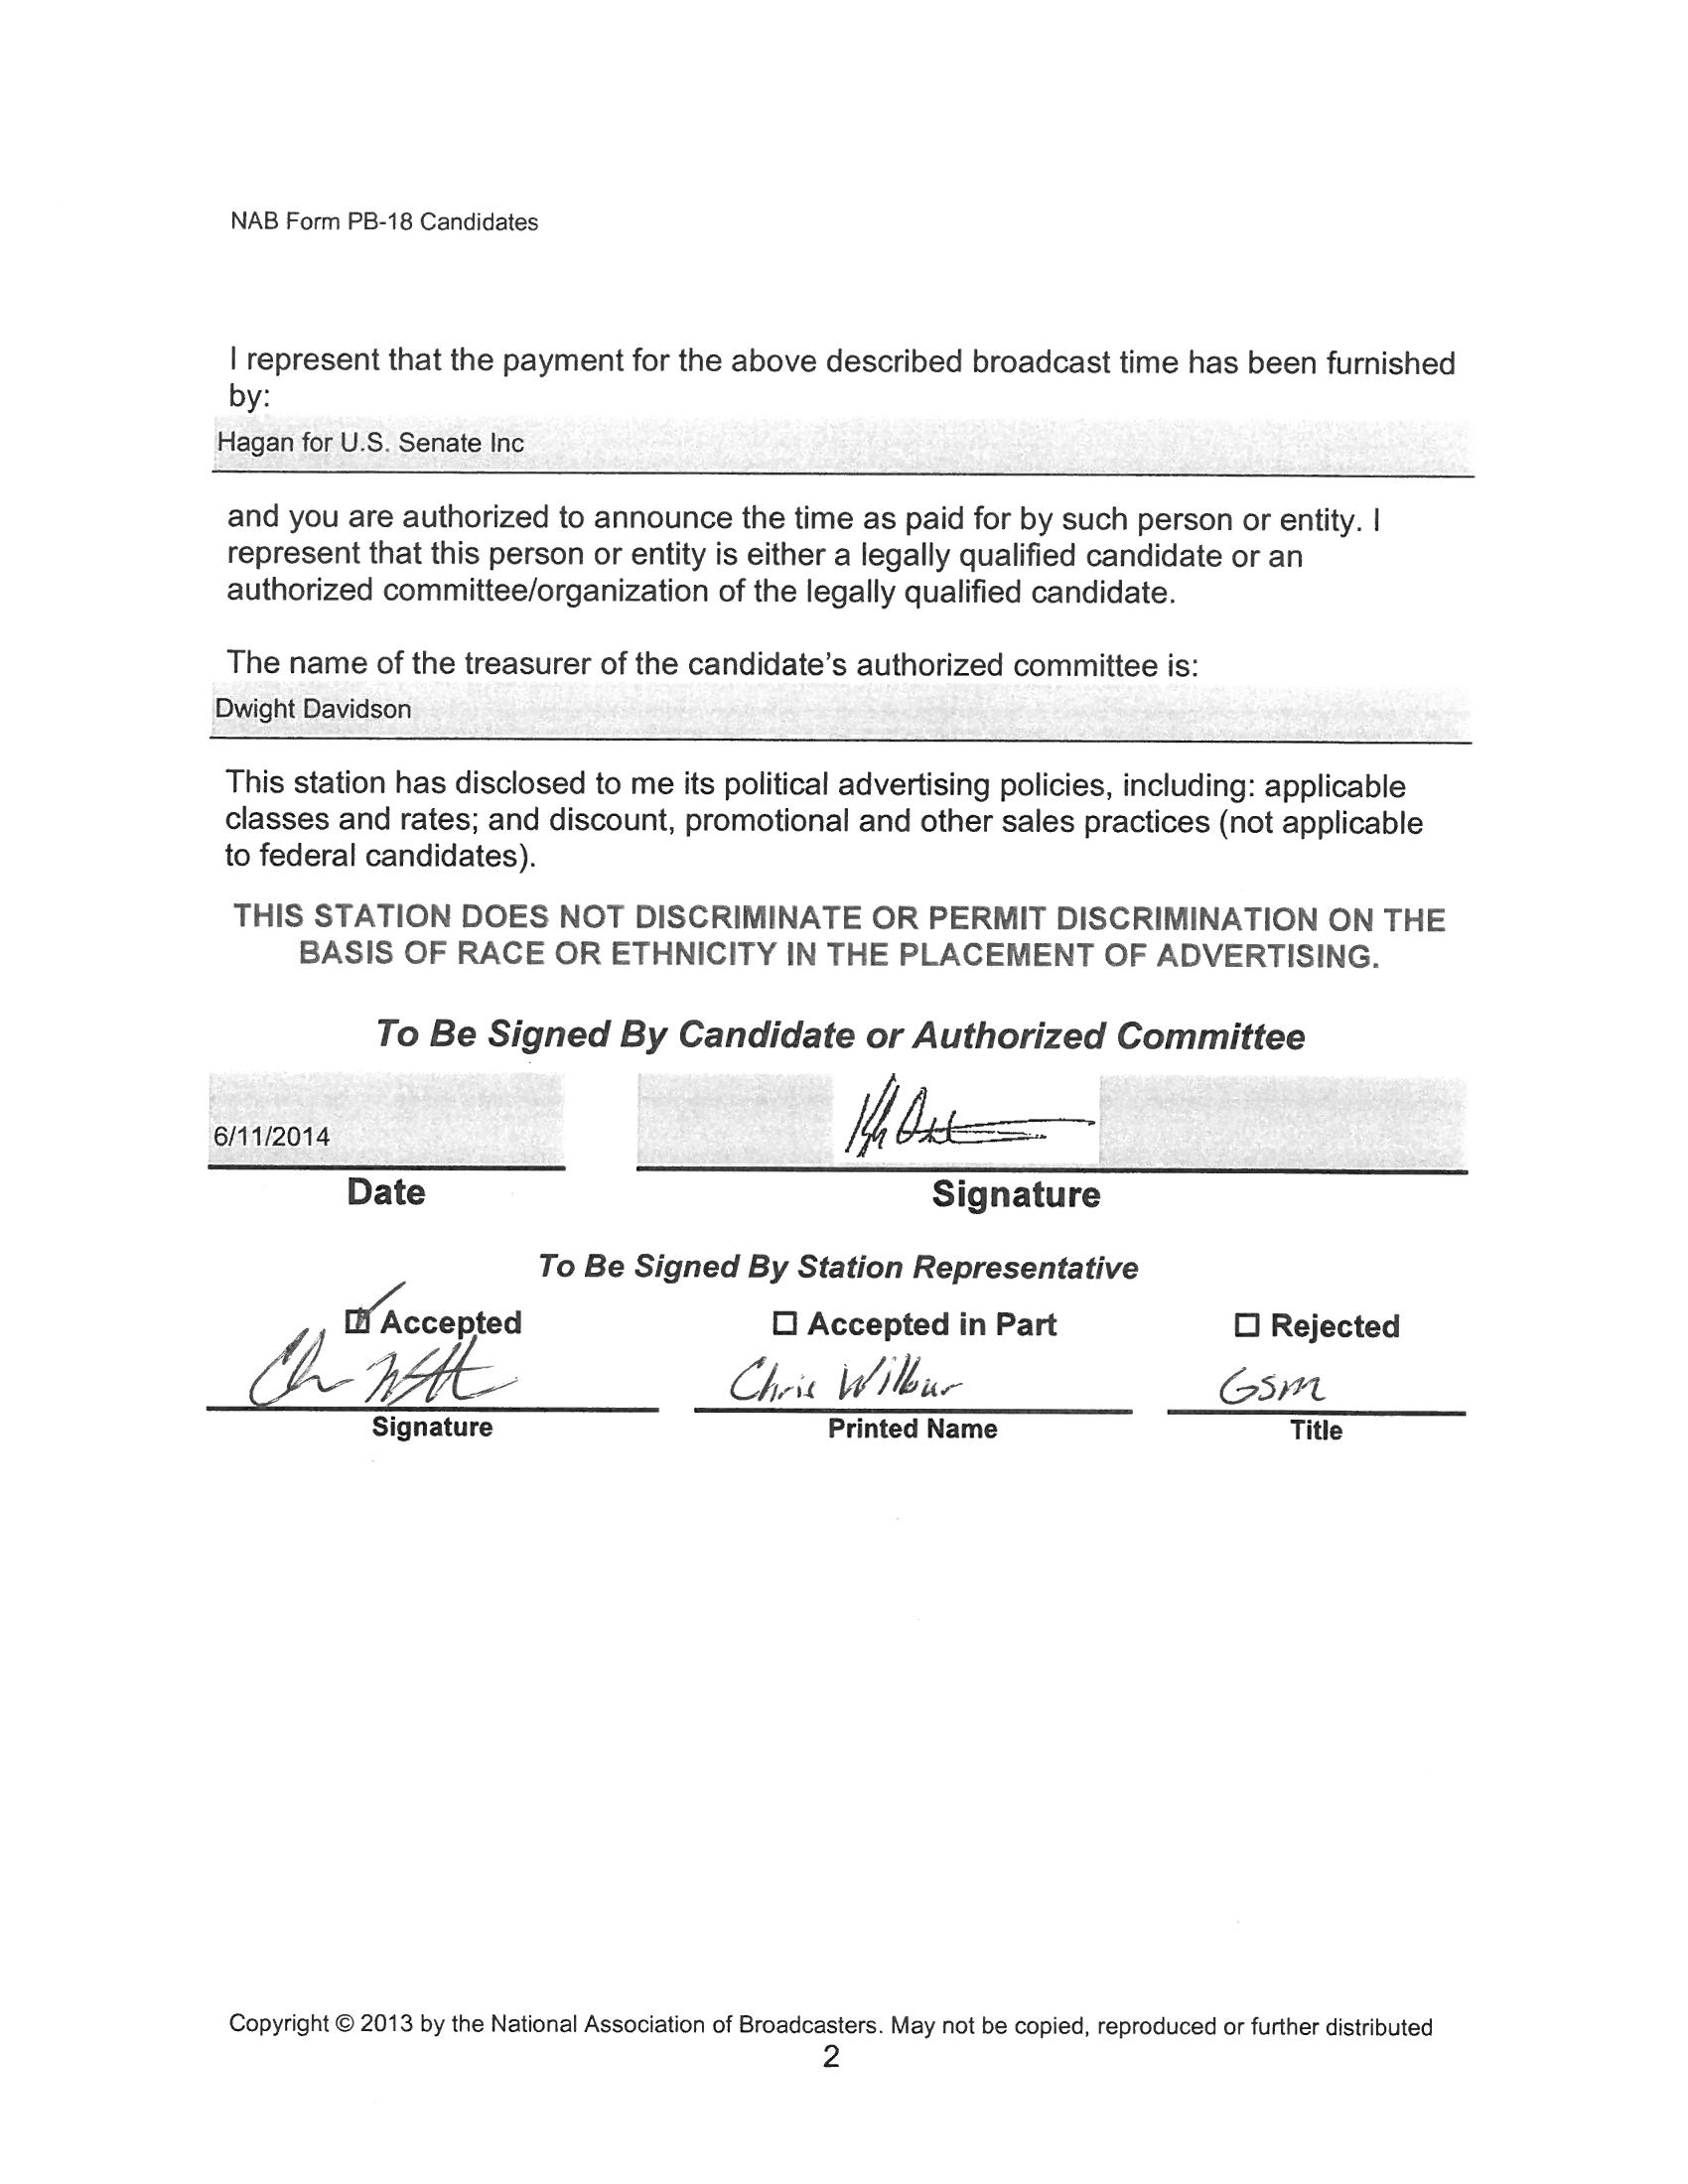 NAB Form PB-18 Candidates
I represent that the payment for the above described broadcast time has been furnished
by:
Hagan for U.S. Senate Inc
and you are authorized to announce the time as paid for by such person or entity. I
represent that this person or entity is either a legally qualified candidate or an
authorized committee/organization of the legally qualified candidate.
The name of the treasurer of the candidate's authorized committee is:
Dwight Davidson
This station has disclosed to me its political advertising policies, including: applicable
classes and rates; and discount, promotional and other sales practices (not applicable
to federal candidates).
THIS STATION DOES NOT DISCRIMINATE OR PERMIT DISCRIMINATION ON THE
BASIS OF RACE OR ETHNICITY IN THE PLACEMENT OF ADVERTISING.
To Be Signed By Candidate or Authorized Committee
6/11/2014
Date Signature
To Be Signed By Station Representative
Accepted Accepted in Part Rejected
Chris Wilbur GSM
Signature Printed Name Title
Copyright © 2013 by the National Association of Broadcasters. May not be copied, reproduced or further distributed
2